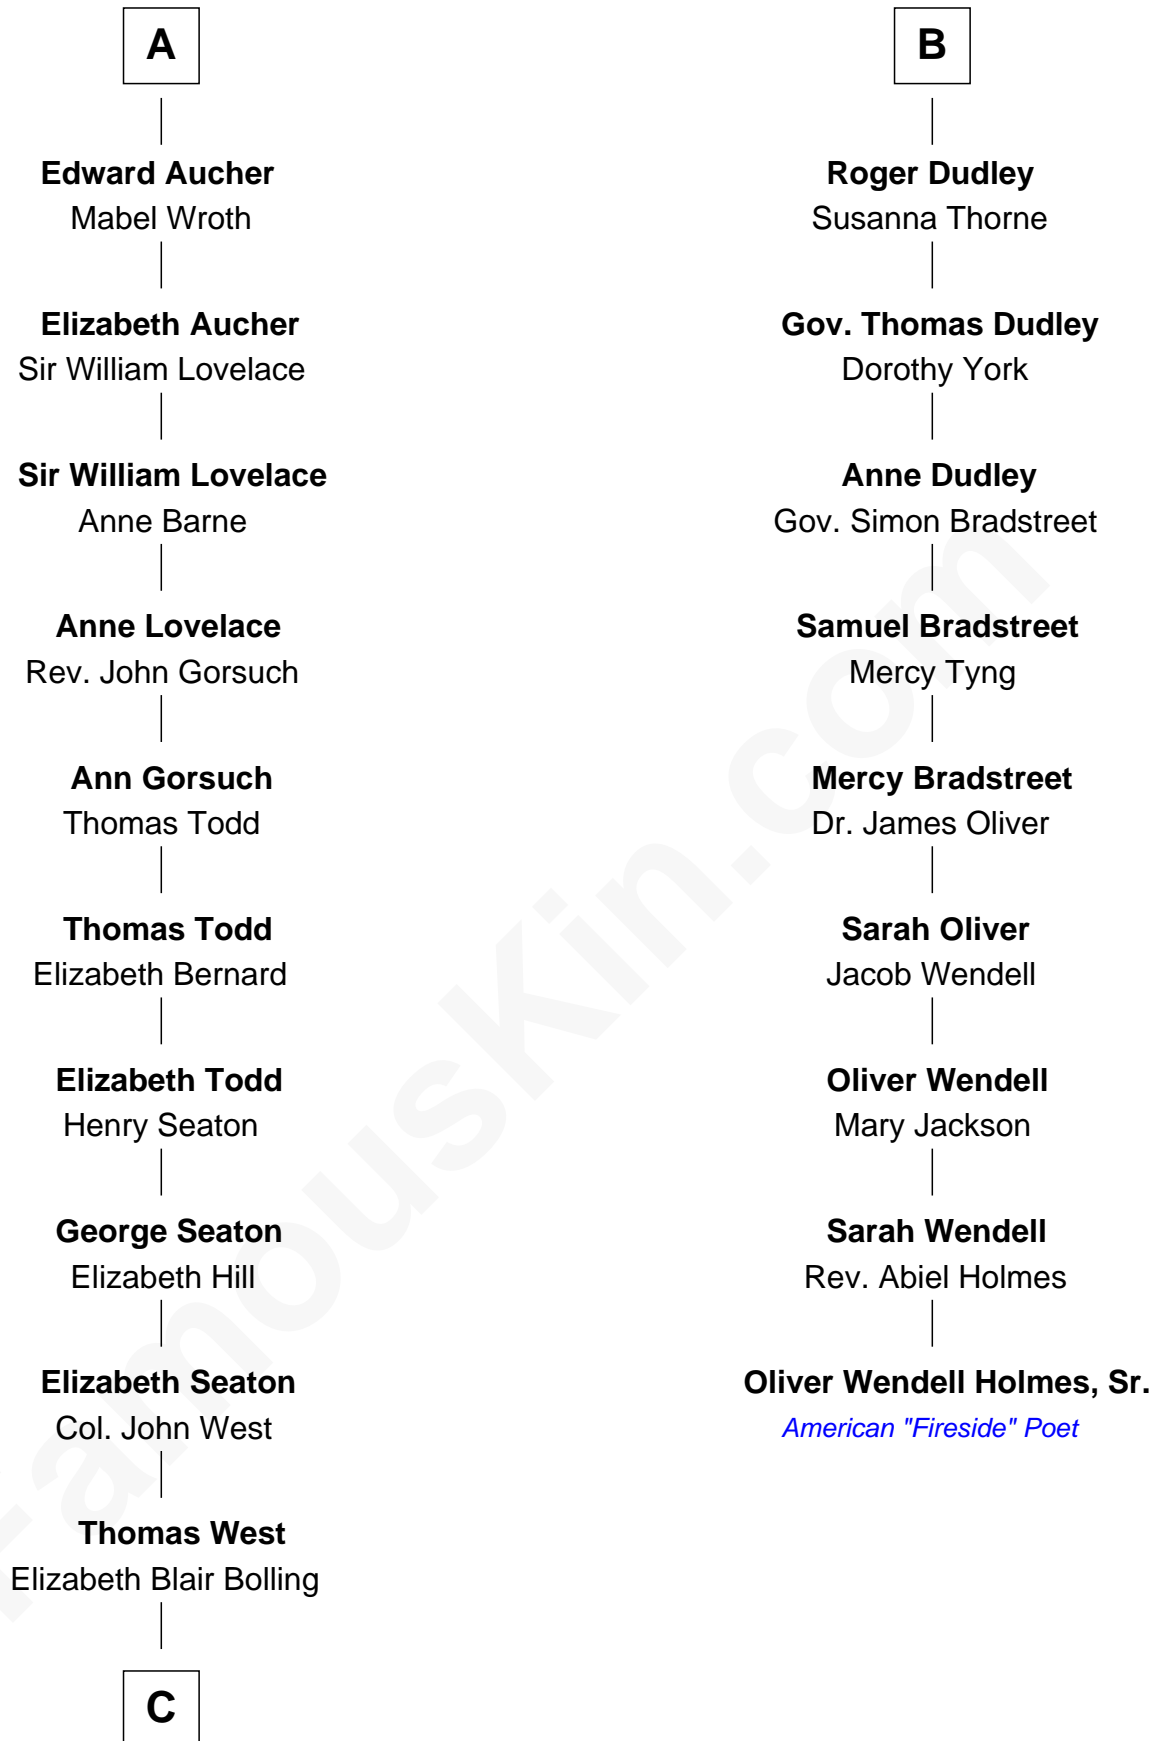 A
Edward Aucher
Mabel Wroth
Elizabeth Aucher
Sir William Lovelace
Sir William Lovelace
Anne Barne
Anne Lovelace
Rev. John Gorsuch
Ann Gorsuch
Thomas Todd
Thomas Todd
Elizabeth Bernard
Elizabeth Todd
Henry Seaton
George Seaton
Elizabeth Hill
Elizabeth Seaton
Col. John West
Thomas West
Elizabeth Blair Bolling
C
B
Roger Dudley
Susanna Thorne
Gov. Thomas Dudley
Dorothy York
Anne Dudley
Gov. Simon Bradstreet
Samuel Bradstreet
Mercy Tyng
Mercy Bradstreet
Dr. James Oliver
Sarah Oliver
Jacob Wendell
Oliver Wendell
Mary Jackson
Sarah Wendell
Rev. Abiel Holmes
Oliver Wendell Holmes, Sr.
American "Fireside" Poet
FamousKin.com